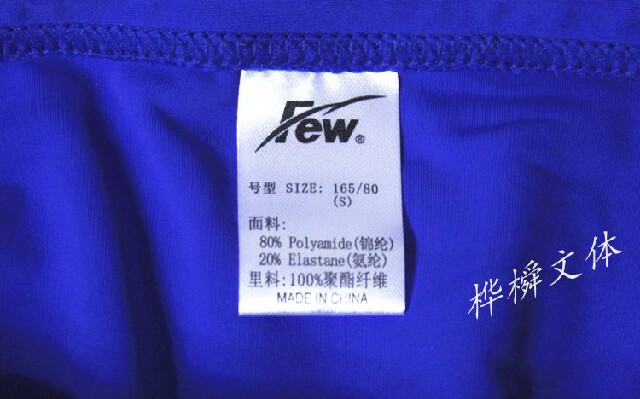 Few®
号型 SIZE: 165/80
(S)
面料:
80% Polyamide(锦纶)
20% Elastane(氨纶)
里料:100%聚酯纤维
MADE IN CHINA
桦舜文体